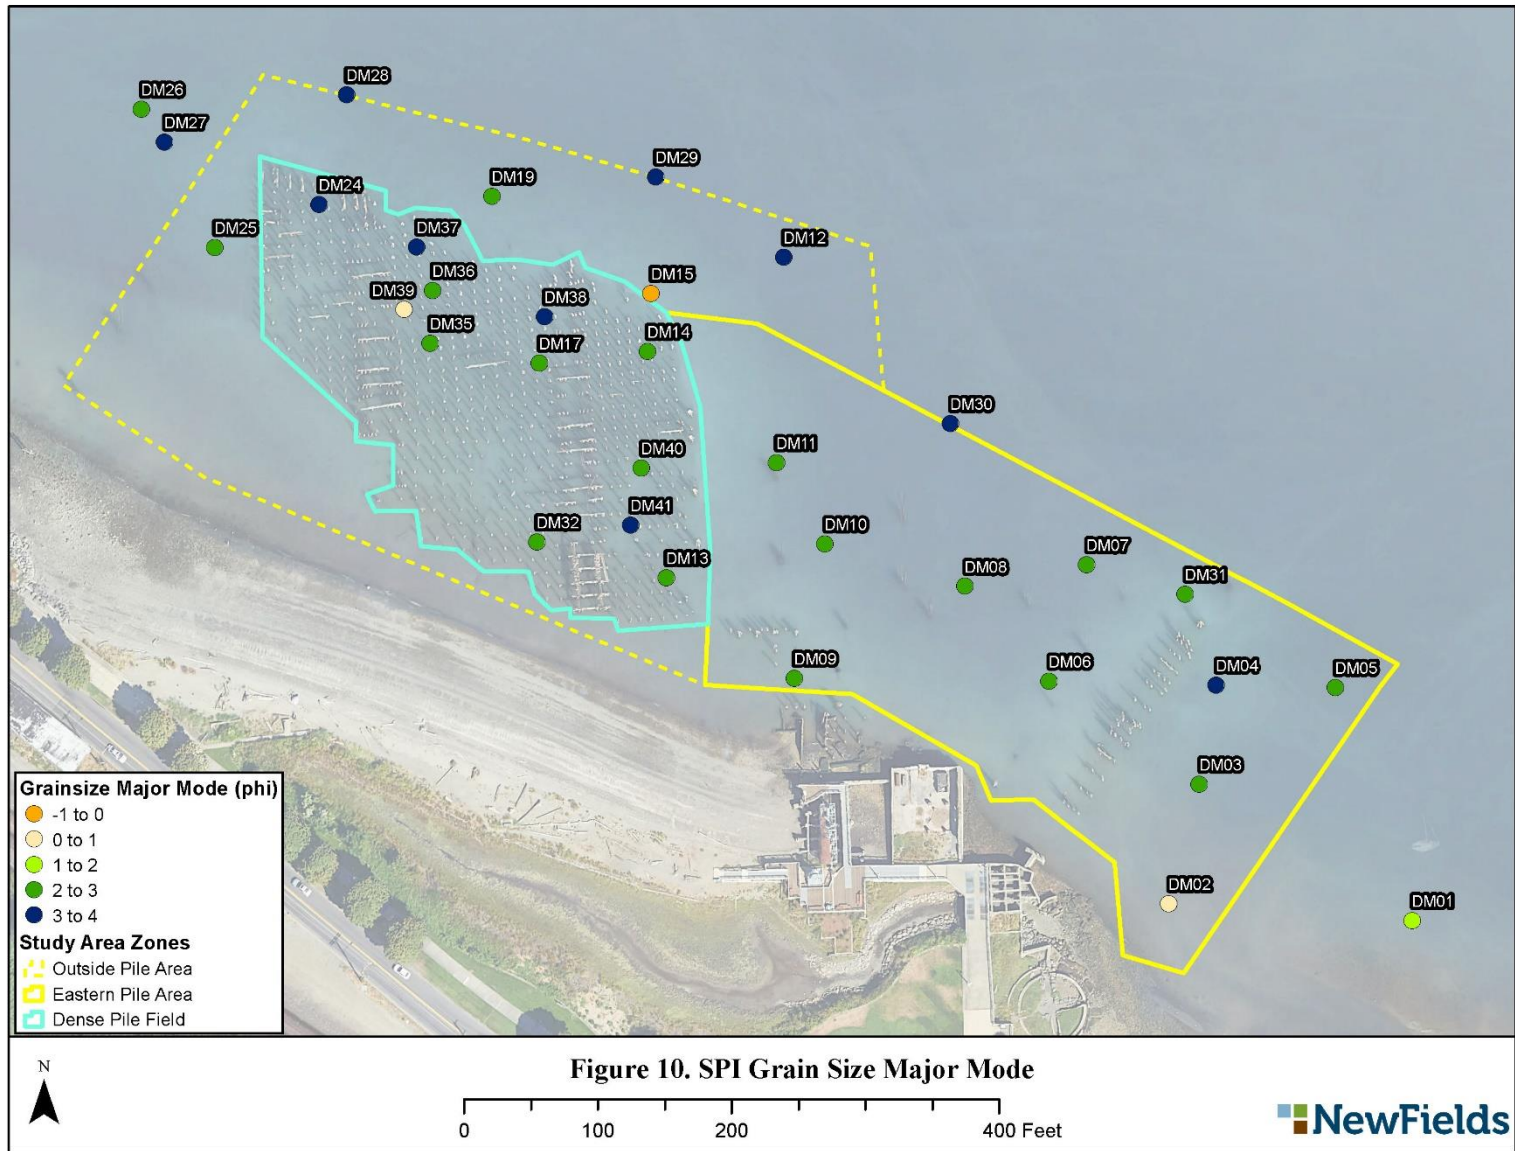 DM28
DM26
DM27
DM29
DM24
DM19
DM25
DM37
DM12
DM36
DM15
DM39
DM38
DM35
DM17
DM14
DM30
DM11
DM40
DM41
DM32
DM10
DM13
DM07
DM08
DM31
DM09
DM06
DM04
DM05
DM03
DM02
DM01
Grainsize Major Mode (phi)
-1 to 0
0 to 1
1 to 2
2 to 3
3 to 4
Study Area Zones
Outside Pile Area
Eastern Pile Area
Dense Pile Field
N
Figure 10. SPI Grain Size Major Mode
0 100 200 400 Feet
NewFields